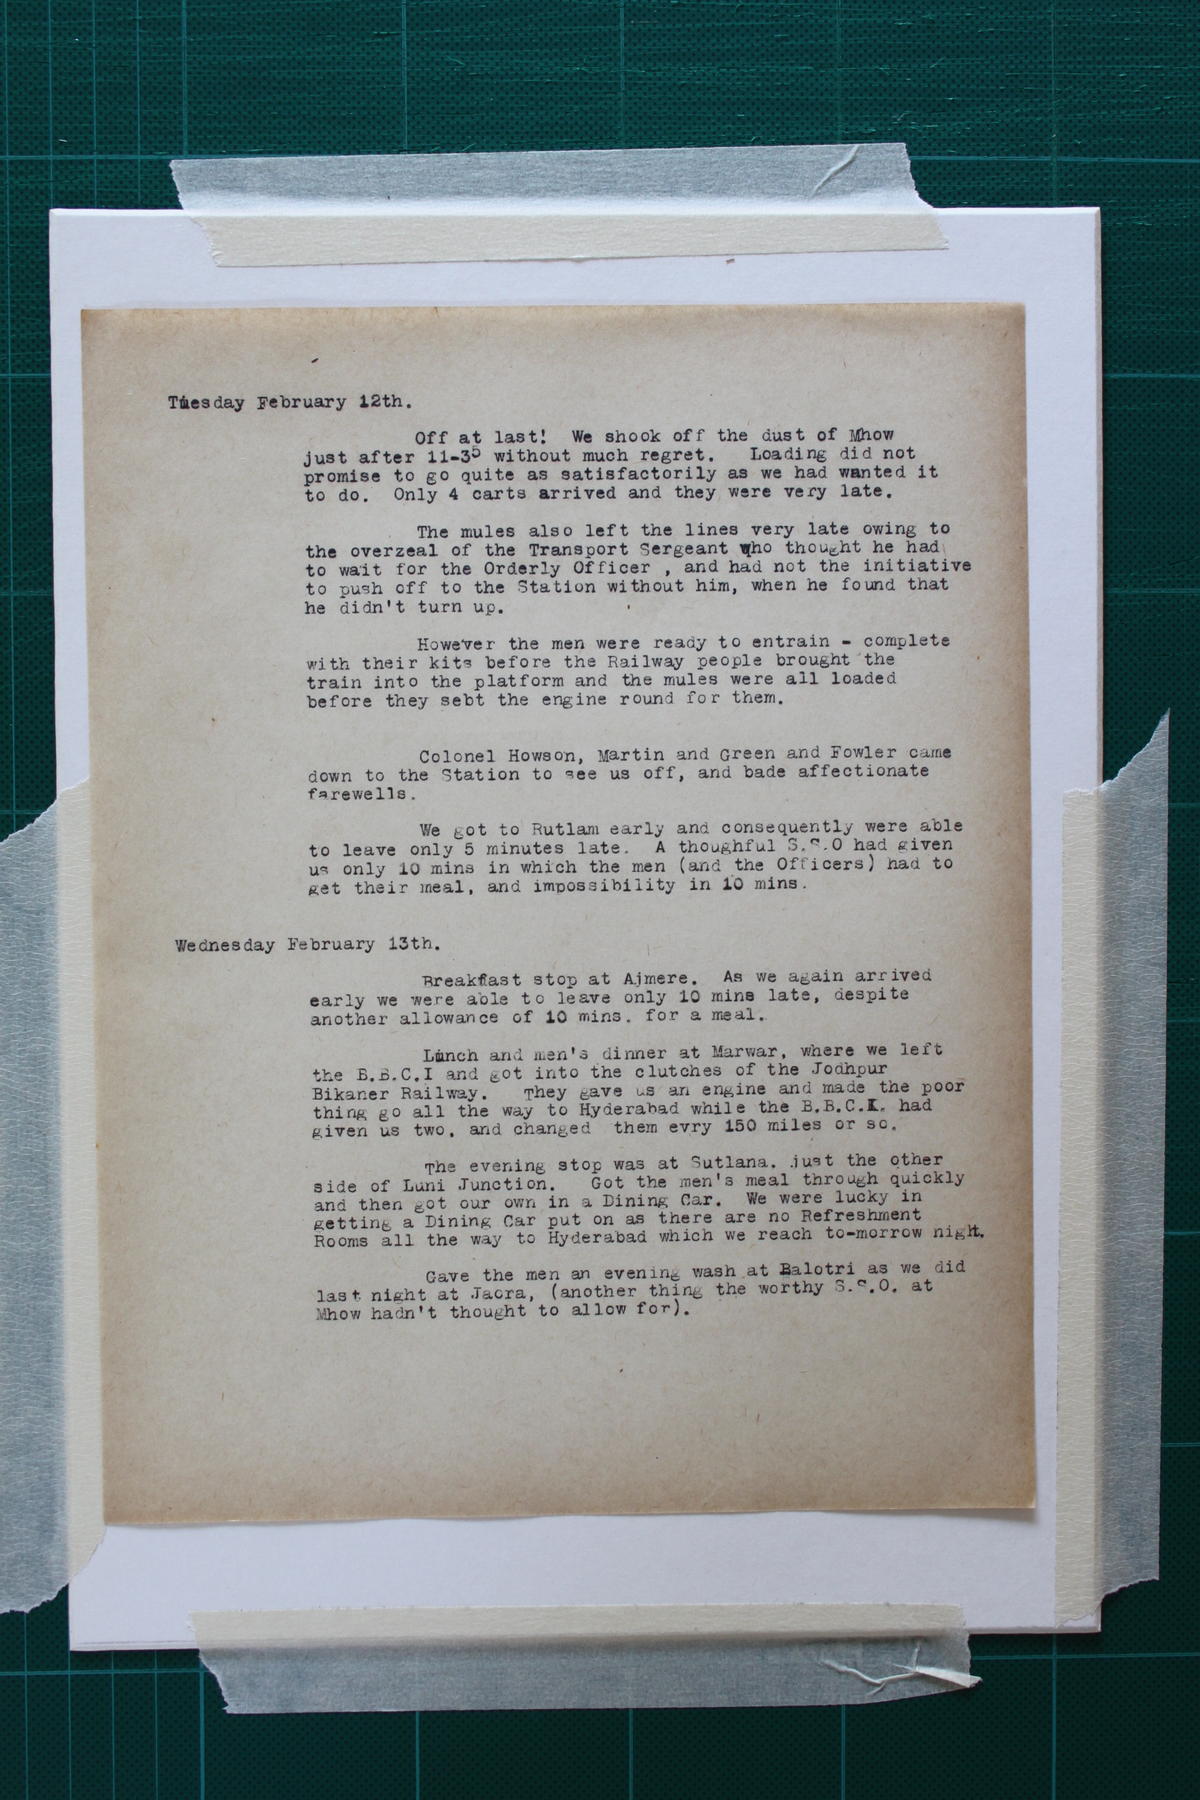 Tuesday February 12th.
Off at last! We shook off the dust of Mhow
just after 11-35 without much regret. Loading did not
promise to go quite as satisfactorily as we had wanted it
to do. Only 4 carts arrived and they were very late.
The mules also left the lines very late owing to
the overzeal of the Transport Sergeant who thought he had
to wait for the Orderly Officer , and had not the initiative
to push off to the Station without him, when he found that
he didn't turn up.
However the men were ready to entrain - complete
with their kits before the Railway people brought the
train into the platform and the mules were all loaded
before they sebt the engine round for them.
Colonel Howson, Martin and Green and Fowler came
down to the Station to see us off, and bade affectionate
farewells.
We got to Rutlam early and consequently were able
to leave only 5 minutes late. A thoughful S.S.O had given
us only 10 mins in which the men (and the Officers) had to
get their meal, and impossibility in 10 mins.
Wednesday February 13th.
Breakfast stop at Ajmere. As we again arrived
early we were able to leave only 10 mins late, despite
another allowance of 10 mins. for a meal.
Lunch and men's dinner at Marwar, where we left
the B.B.C.I and got into the clutches of the Jodhpur
Bikaner Railway. They gave us an engine and made the poor
thing go all the way to Hyderabad while the B.B.C.I. had
given us two, and changed them evry 150 miles or so.
The evening stop was at Sutlana. just the other
side of Luni Junction. Got the men's meal through quickly
and then got our own in a Dining Car. We were lucky in
getting a Dining Car put on as there are no Refreshment
Rooms all the way to Hyderabad which we reach to-morrow night.
Gave the men an evening wash at Balotri as we did
last night at Jaora, (another thing the worthy S.S.O. at
Mhow hadn't thought to allow for).